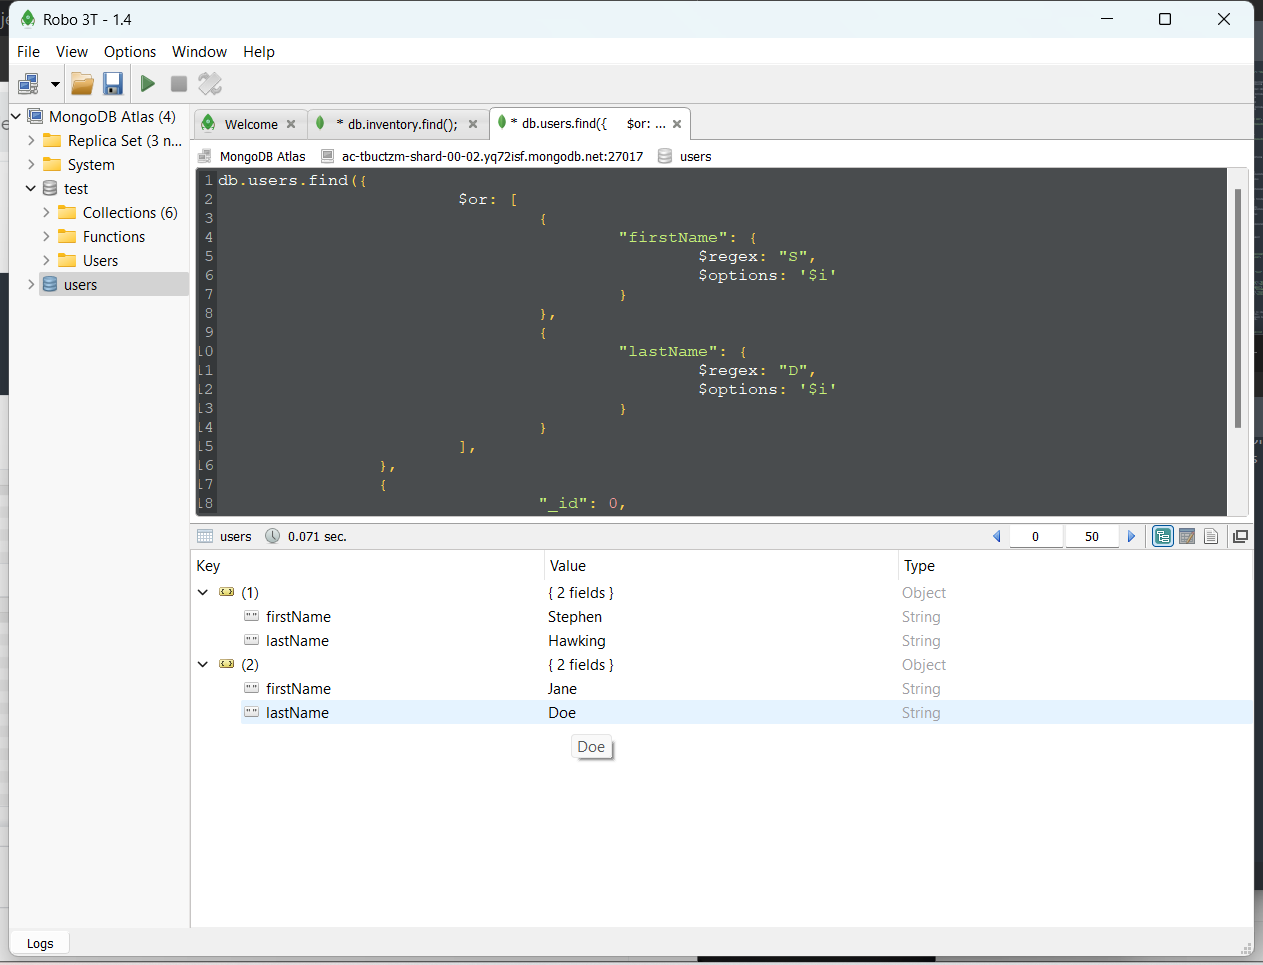 Robo 3T - 1.4
File View Options Window Help
MongoDB Atlas (4)
Replica Set (3 n...
System
test
Collections (6)
Functions
Users
users
Welcome * db.inventory.find(); * db.users.find({ $or: ...
MongoDB Atlas ac-tbuctzm-shard-00-02.yq72isf.mongodb.net:27017 users
1 db.users.find({
2 $or: [
3 {
4 "firstName": {
5 $regex: "S",
6 $options: '$i'
7 }
8 },
9 {
10 "lastName": {
11 $regex: "D",
12 $options: '$i'
13 }
14 }
15 ],
16 },
17 {
18 "_id": 0,
users 0.071 sec. 0 50
Key Value Type
(1) { 2 fields } Object
firstName Stephen String
lastName Hawking String
(2) { 2 fields } Object
firstName Jane String
lastName Doe String
Doe
Logs